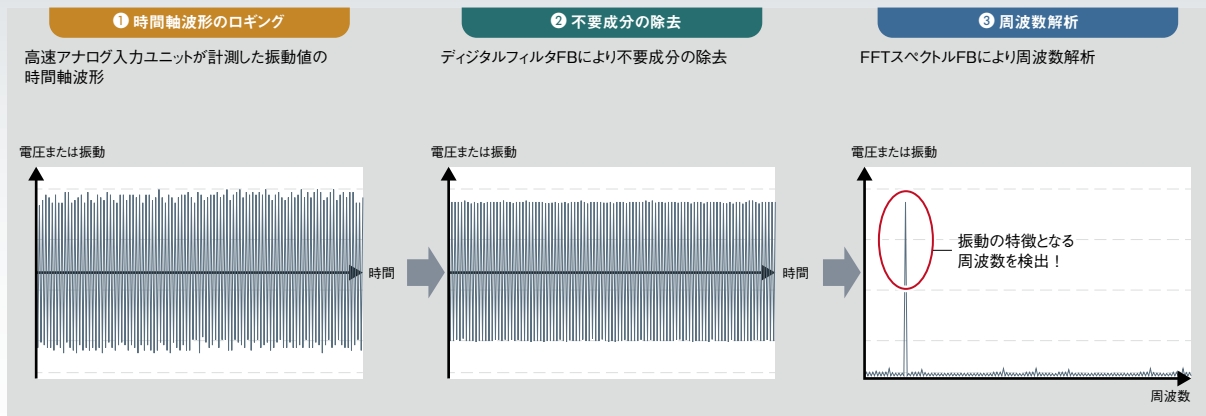 ❶ 時間軸波形のロギング
高速アナログ入力ユニットが計測した振動値の
時間軸波形
電圧または振動
時間
❷ 不要成分の除去
ディジタルフィルタFBにより不要成分の除去
電圧または振動
時間
❸ 周波数解析
FFTスペクトルFBにより周波数解析
電圧または振動
振動の特徴となる
周波数を検出！
周波数